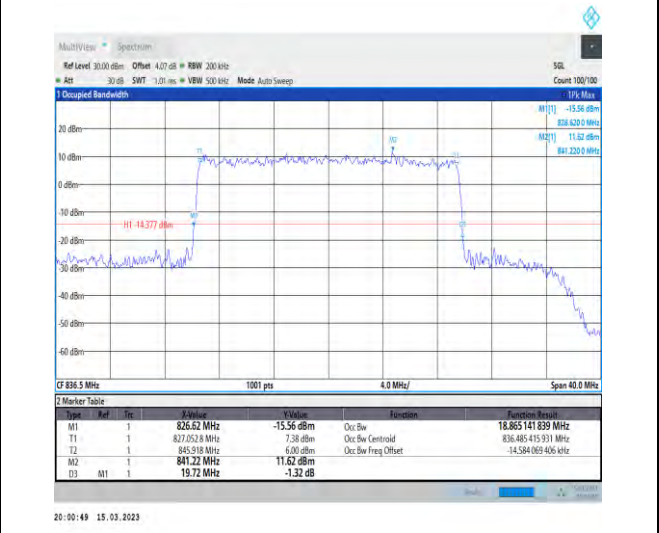 MultiView Spectrum
Ref Level 30.00 dBm Offset 4.07 dB RBW 200 kHz SGL
Att 30 dB SWT 1.01 ms VBW 500 kHz Mode Auto Sweep Count 100/100
1 Occupied Bandwidth 1Pk Max
M1[1] -15.56 dBm
826.620 0 MHz
M2[1] 11.62 dBm
841.220 0 MHz
20 dBm
M2
T1
10 dBm
0 dBm
-10 dBm
M1
H1 -14.377 dBm
D3
-20 dBm
-30 dBm
-40 dBm
-50 dBm
-60 dBm
CF 836.5 MHz 1001 pts 4.0 MHz/ Span 40.0 MHz
2 Marker Table
Type Ref Trc X-Value Y-Value Function Function Result
M1 1 826.62 MHz -15.56 dBm Occ Bw 18.865 141 839 MHz
T1 1 827.052 8 MHz 7.38 dBm Occ Bw Centroid 836.485 415 931 MHz
T2 1 845.918 MHz 6.00 dBm Occ Bw Freq Offset -14.584 069 406 kHz
M2 1 841.22 MHz 11.62 dBm
D3 M1 1 19.72 MHz -1.32 dB
20:00:49 15.03.2023